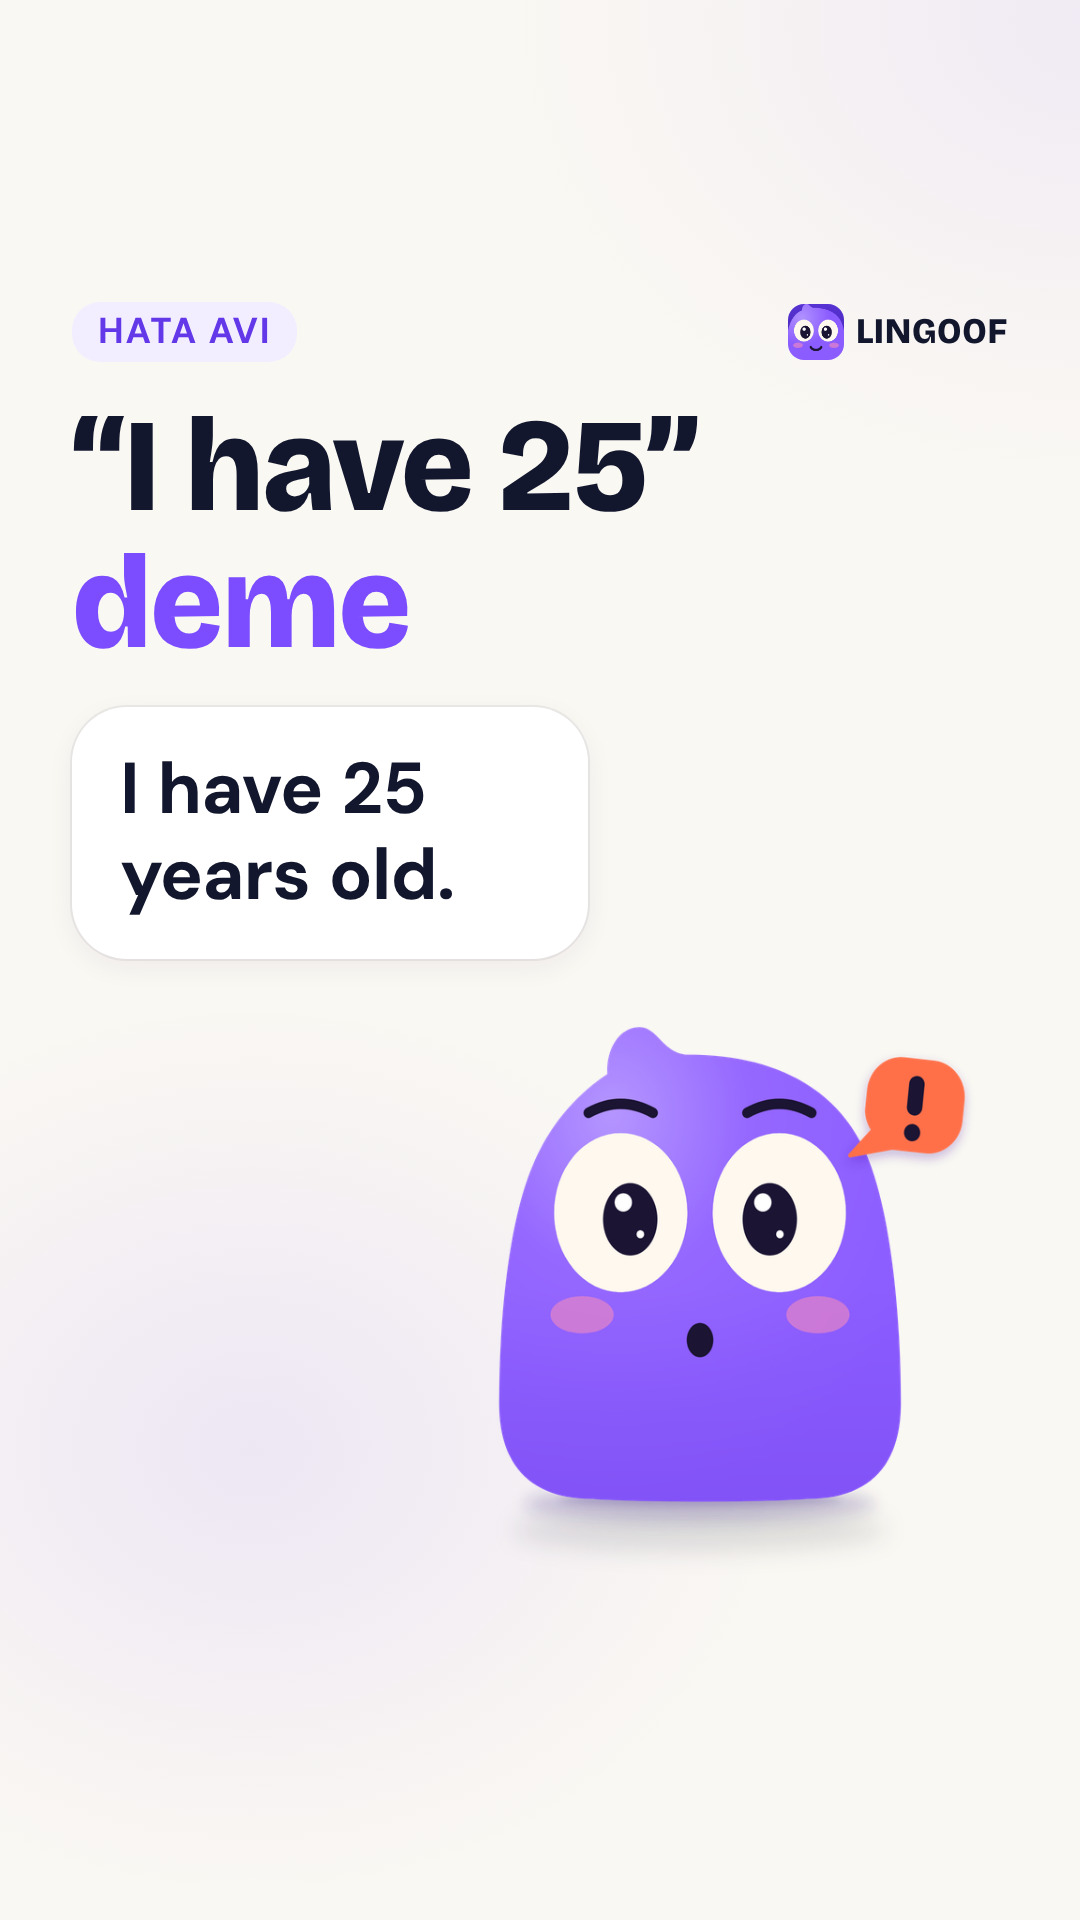 HATA AVI
LINGOOF
“I have 25”
deme
I have 25
years old.
!